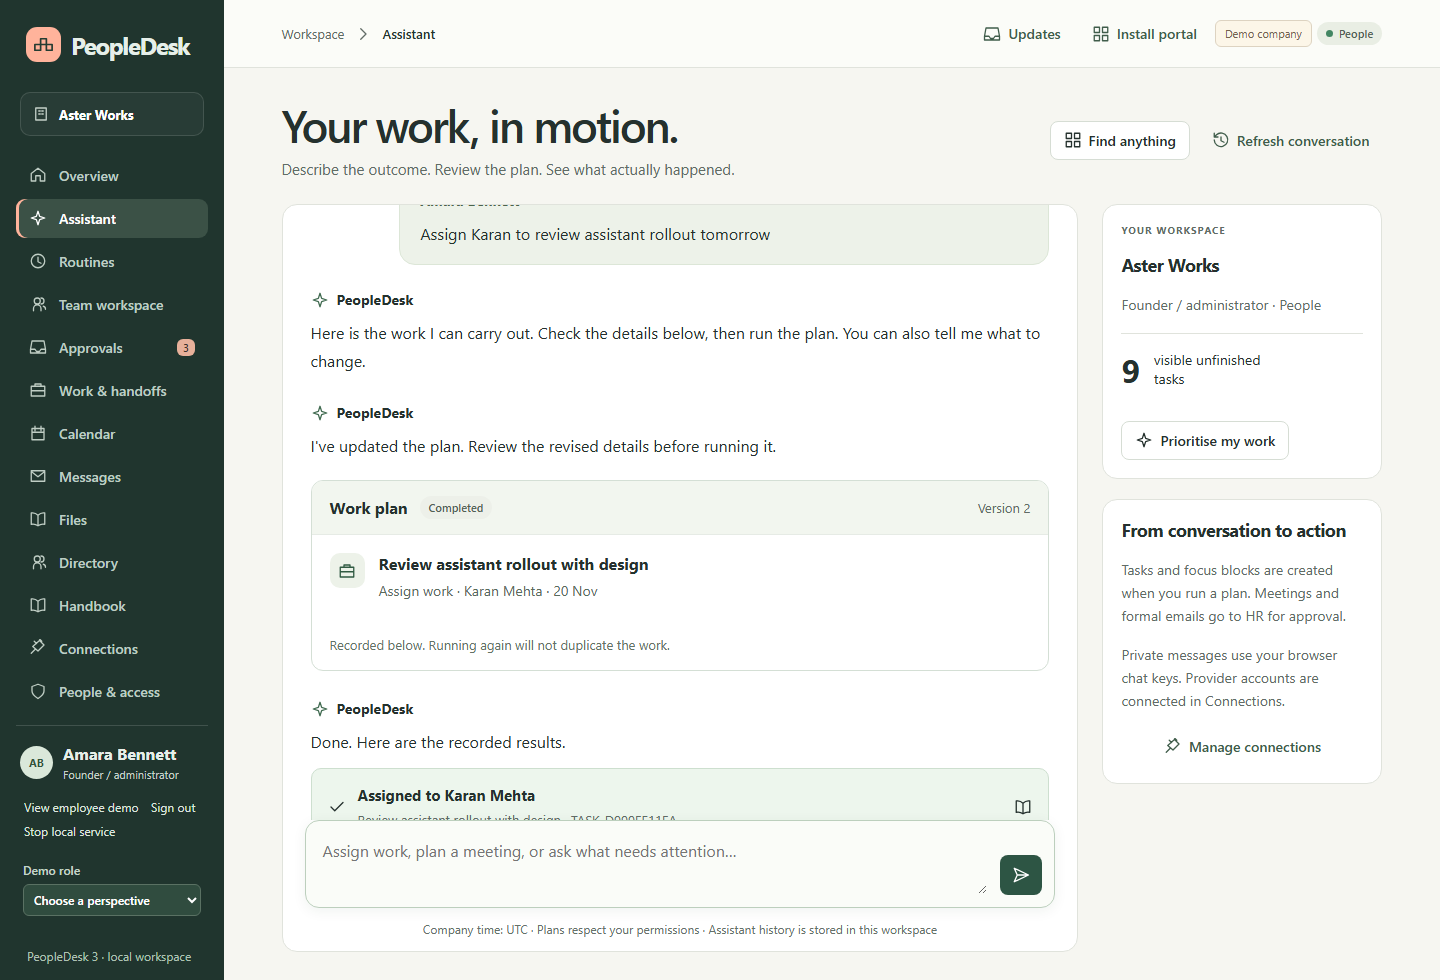 PeopleDesk
Aster Works
Overview
Assistant
Routines
Team workspace
Approvals 3
Work & handoffs
Calendar
Messages
Files
Directory
Handbook
Connections
People & access
AB
Amara Bennett
Founder / administrator
View employee demo Sign out
Stop local service
Demo role
Choose a perspective
PeopleDesk 3 · local workspace
Workspace Assistant
Updates
Install portal
Demo company
People
Your work, in motion.
Describe the outcome. Review the plan. See what actually happened.
Find anything
Refresh conversation
Assign Karan to review assistant rollout tomorrow
PeopleDesk
Here is the work I can carry out. Check the details below, then run the plan. You can also tell me what to
change.
PeopleDesk
I've updated the plan. Review the revised details before running it.
Work plan Completed Version 2
Review assistant rollout with design
Assign work · Karan Mehta · 20 Nov
Recorded below. Running again will not duplicate the work.
PeopleDesk
Done. Here are the recorded results.
Assigned to Karan Mehta
Review assistant rollout with design
Assign work, plan a meeting, or ask what needs attention...
Company time: UTC · Plans respect your permissions · Assistant history is stored in this workspace
YOUR WORKSPACE
Aster Works
Founder / administrator · People
9 visible unfinished
tasks
Prioritise my work
From conversation to action
Tasks and focus blocks are created
when you run a plan. Meetings and
formal emails go to HR for approval.
Private messages use your browser
chat keys. Provider accounts are
connected in Connections.
Manage connections